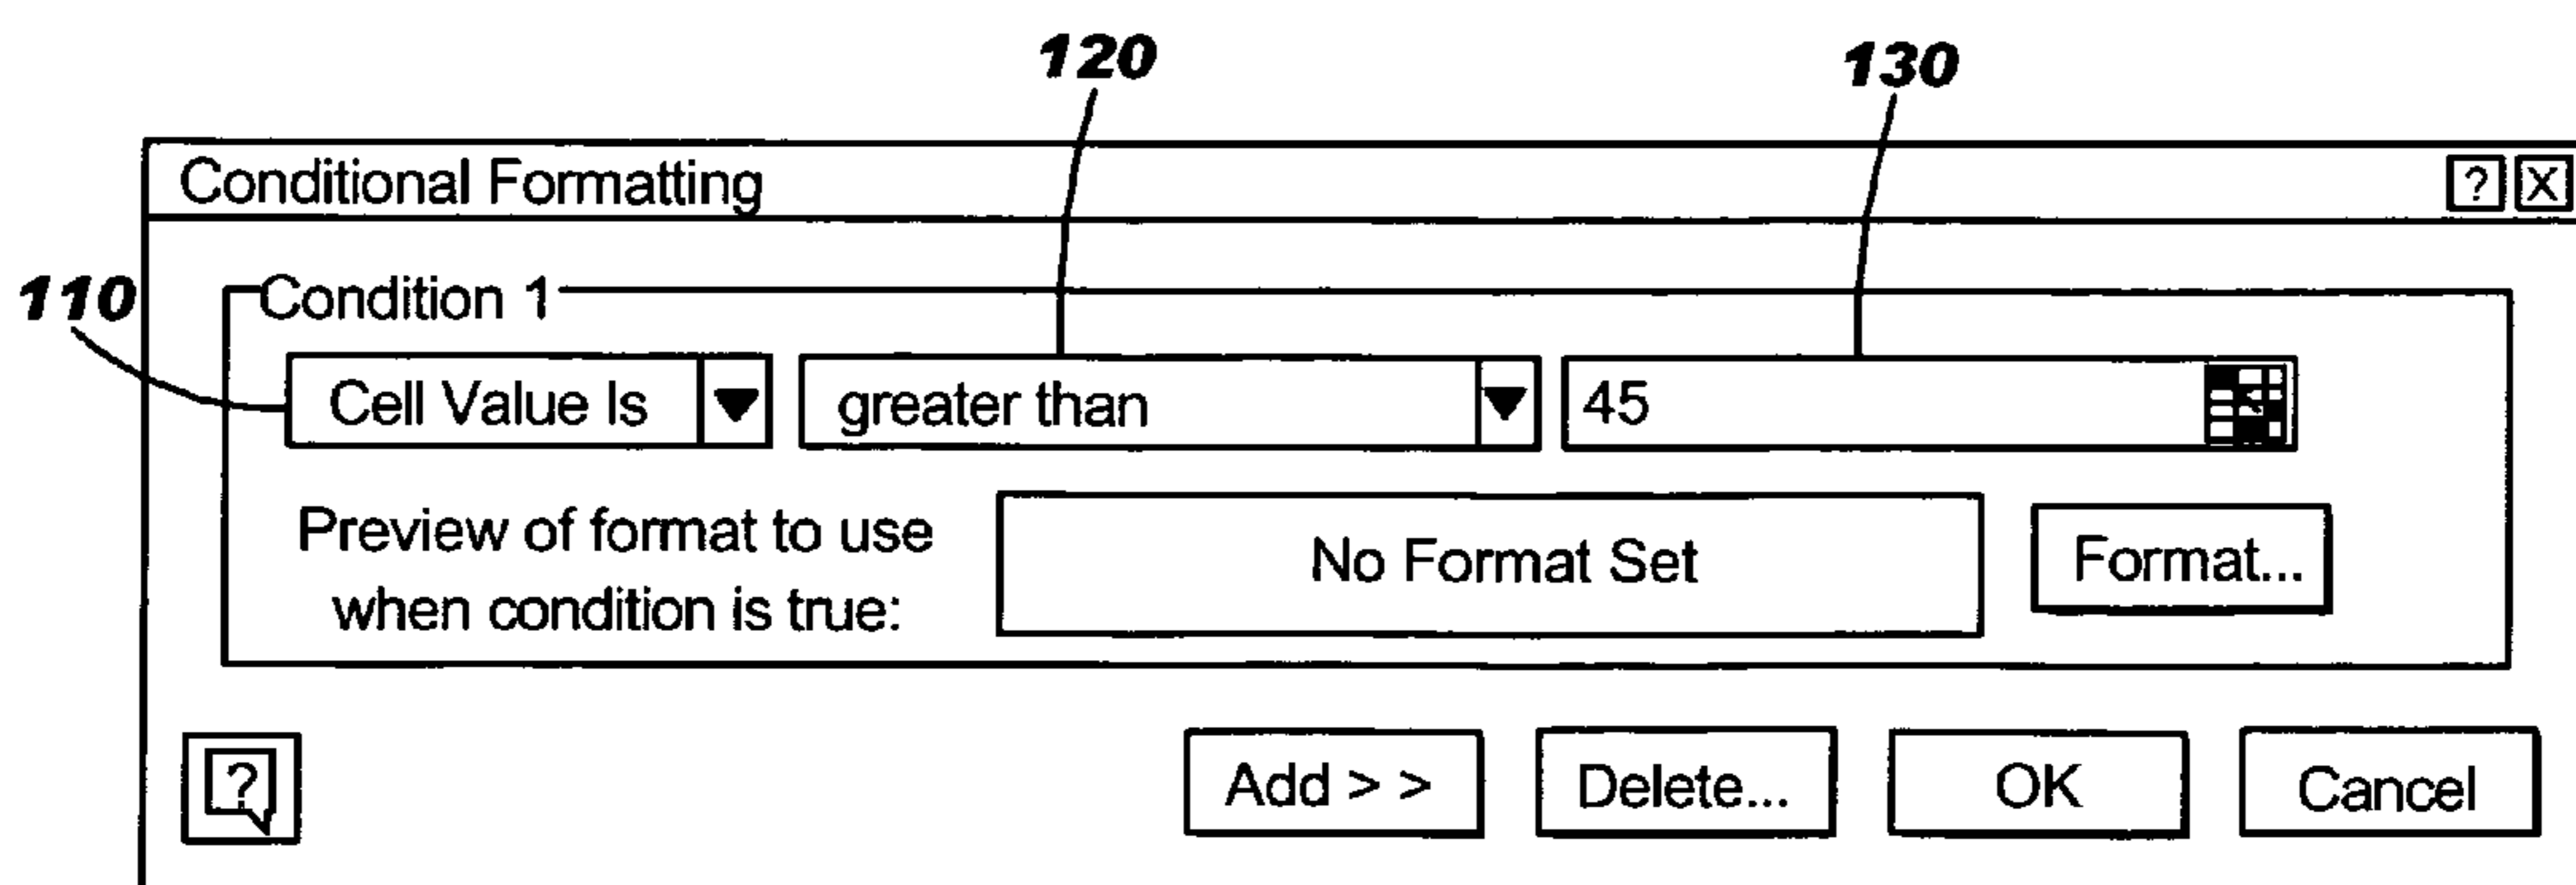 120 130
Conditional Formatting ? X
110 Condition 1
Cell Value Is greater than 45
Preview of format to use
when condition is true:
No Format Set Format...
? Add > > Delete... OK Cancel